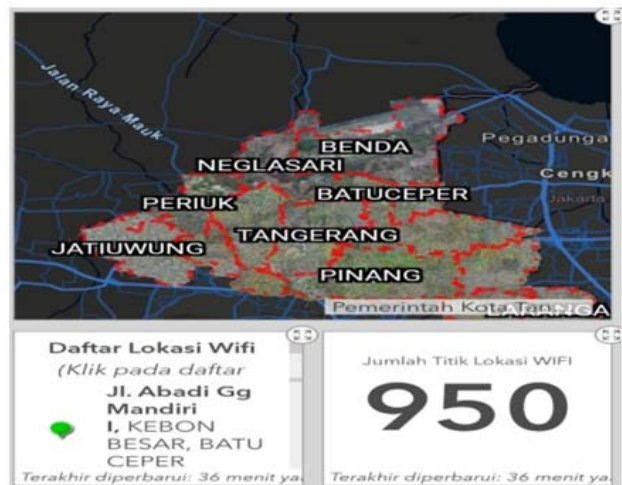 Jalan Raya Mauk
BENDA
Pegadunga
NEGLASARI
Cengk
BATUCEPER
PERIUK
Jakarta
TANGERANG
JATIUWUNG
PINANG
Pemerintah Kota
Daftar Lokasi Wifi
(Klik pada daftar
Jl. Abadi Gg
Mandiri
I, KEBON
BESAR, BATU
CEPER
Terakhir diperbarui: 36 menit ya
Jumlah Titik Lokasi WIFI
950
Terakhir diperbarui: 36 menit ya